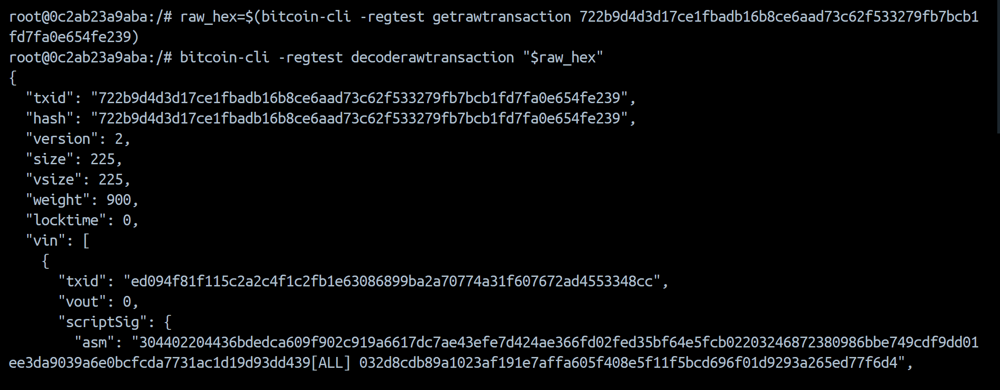 root@0c2ab23a9aba:/# raw_hex=$(bitcoin-cli -regtest getrawtransaction 722b9d4d3d17ce1fbadb16b8ce6aad73c62f533279fb7bcb1
fd7fa0e654fe239)
root@0c2ab23a9aba:/# bitcoin-cli -regtest decoderawtransaction "$raw_hex"
{
  "txid": "722b9d4d3d17ce1fbadb16b8ce6aad73c62f533279fb7bcb1fd7fa0e654fe239",
  "hash": "722b9d4d3d17ce1fbadb16b8ce6aad73c62f533279fb7bcb1fd7fa0e654fe239",
  "version": 2,
  "size": 225,
  "vsize": 225,
  "weight": 900,
  "locktime": 0,
  "vin": [
    {
      "txid": "ed094f81f115c2a2c4f1c2fb1e63086899ba2a70774a31f607672ad4553348cc",
      "vout": 0,
      "scriptSig": {
        "asm": "304402204436bdedca609f902c919a6617dc7ae43efe7d424ae366fd02fed35bf64e5fcb02203246872380986bbe749cdf9dd01
ee3da9039a6e0bcfcda7731ac1d19d93dd439[ALL] 032d8cdb89a1023af191e7affa605f408e5f11f5bcd696f01d9293a265ed77f6d4",